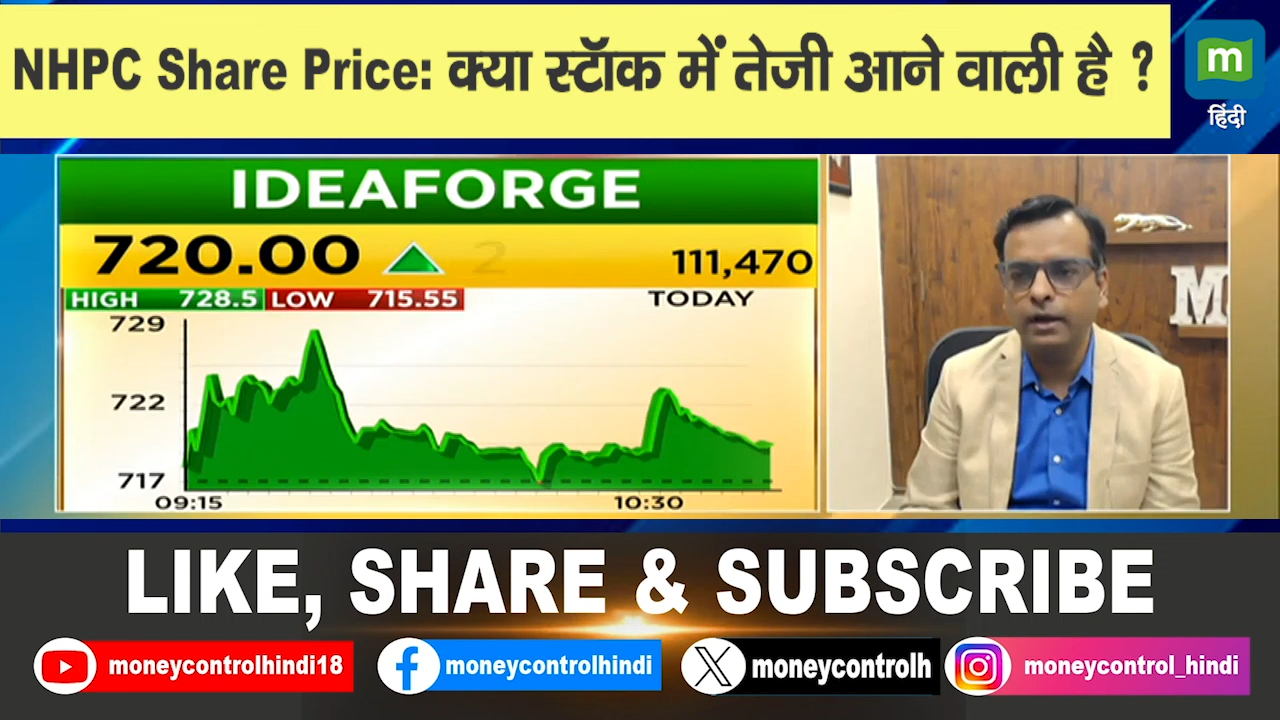 NHPC Share Price: क्या स्टॉक में तेजी आने वाली है ?
m
हिंदी
IDEAFORGE
720.00 2 111,470
HIGH 728.5 LOW 715.55 TODAY
729
722
717
09:15 10:30
M
LIKE, SHARE & SUBSCRIBE
moneycontrolhindi18 moneycontrolhindi moneycontrolh moneycontrol_hindi